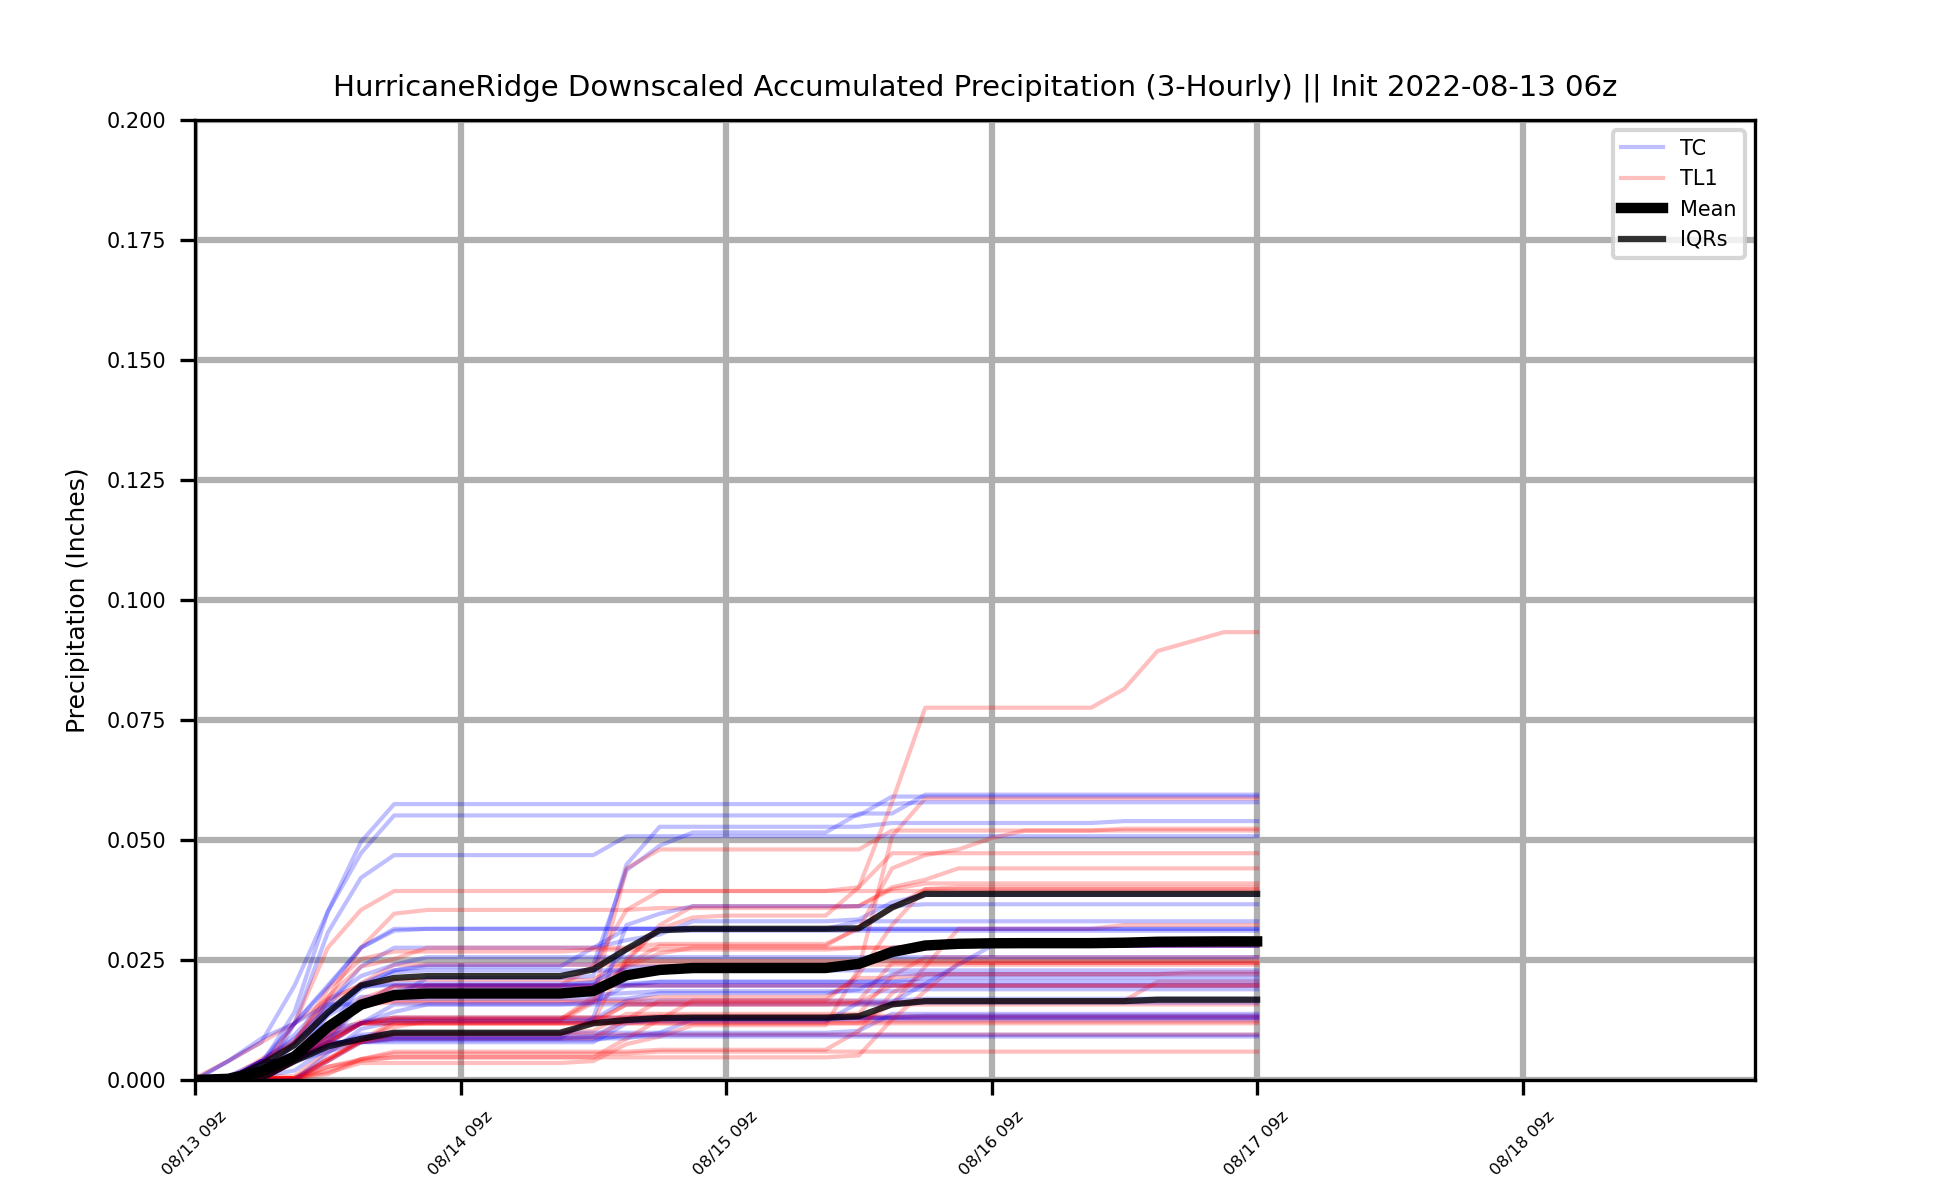 HurricaneRidge Downscaled Accumulated Precipitation (3-Hourly) || Init 2022-08-13 06z
0.200
0.175
0.150
0.125
0.100
0.075
0.050
0.025
0.000
Precipitation (Inches)
TC
TL1
Mean
IQRs
08/13 09z
08/14 09z
08/15 09z
08/16 09z
08/17 09z
08/18 09z